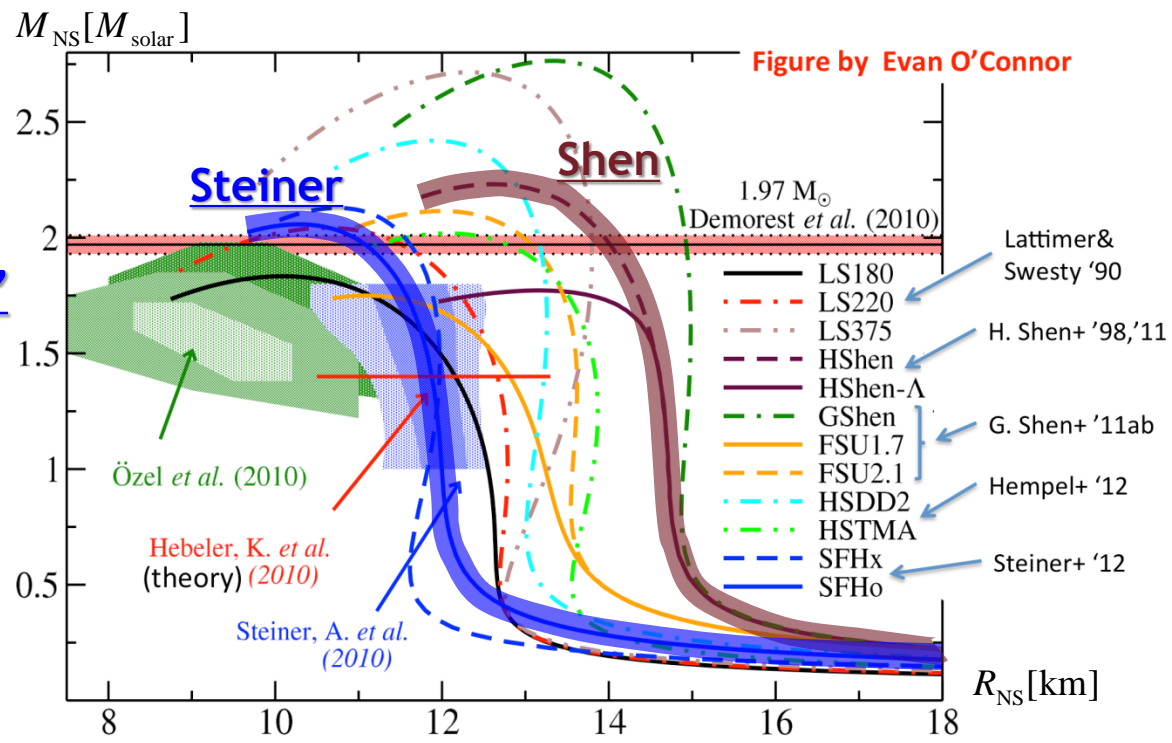 M_NS[M_solar]
Figure by Evan O'Connor
2.5
2
1.5
1
0.5
Steiner
Shen
1.97 M⊙
Demorest et al. (2010)
LS180
LS220
LS375
HShen
HShen-Λ
GShen
FSU1.7
FSU2.1
HSDD2
HSTMA
SFHx
SFHo
Lattimer&
Swesty ‘90
H. Shen+ ’98,’11
G. Shen+ ’11ab
Hempel+ ‘12
Steiner+ ‘12
Özel et al. (2010)
Hebeler, K. et al.
(theory) (2010)
Steiner, A. et al.
(2010)
8
10
12
14
16
18
R_NS[km]